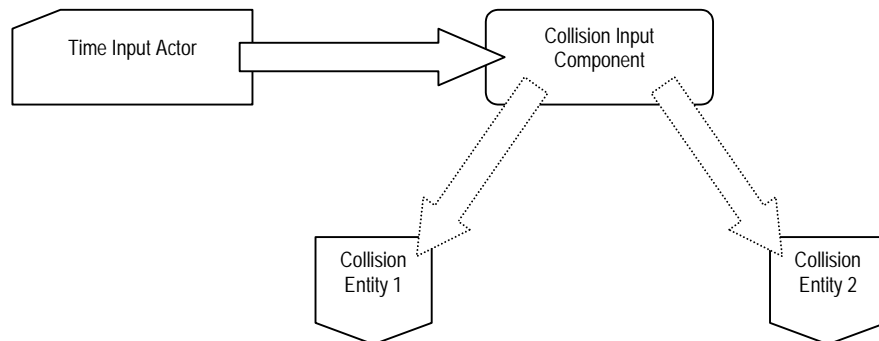 Time Input Actor
Collision Input
Component
Collision
Entity 1
Collision
Entity 2